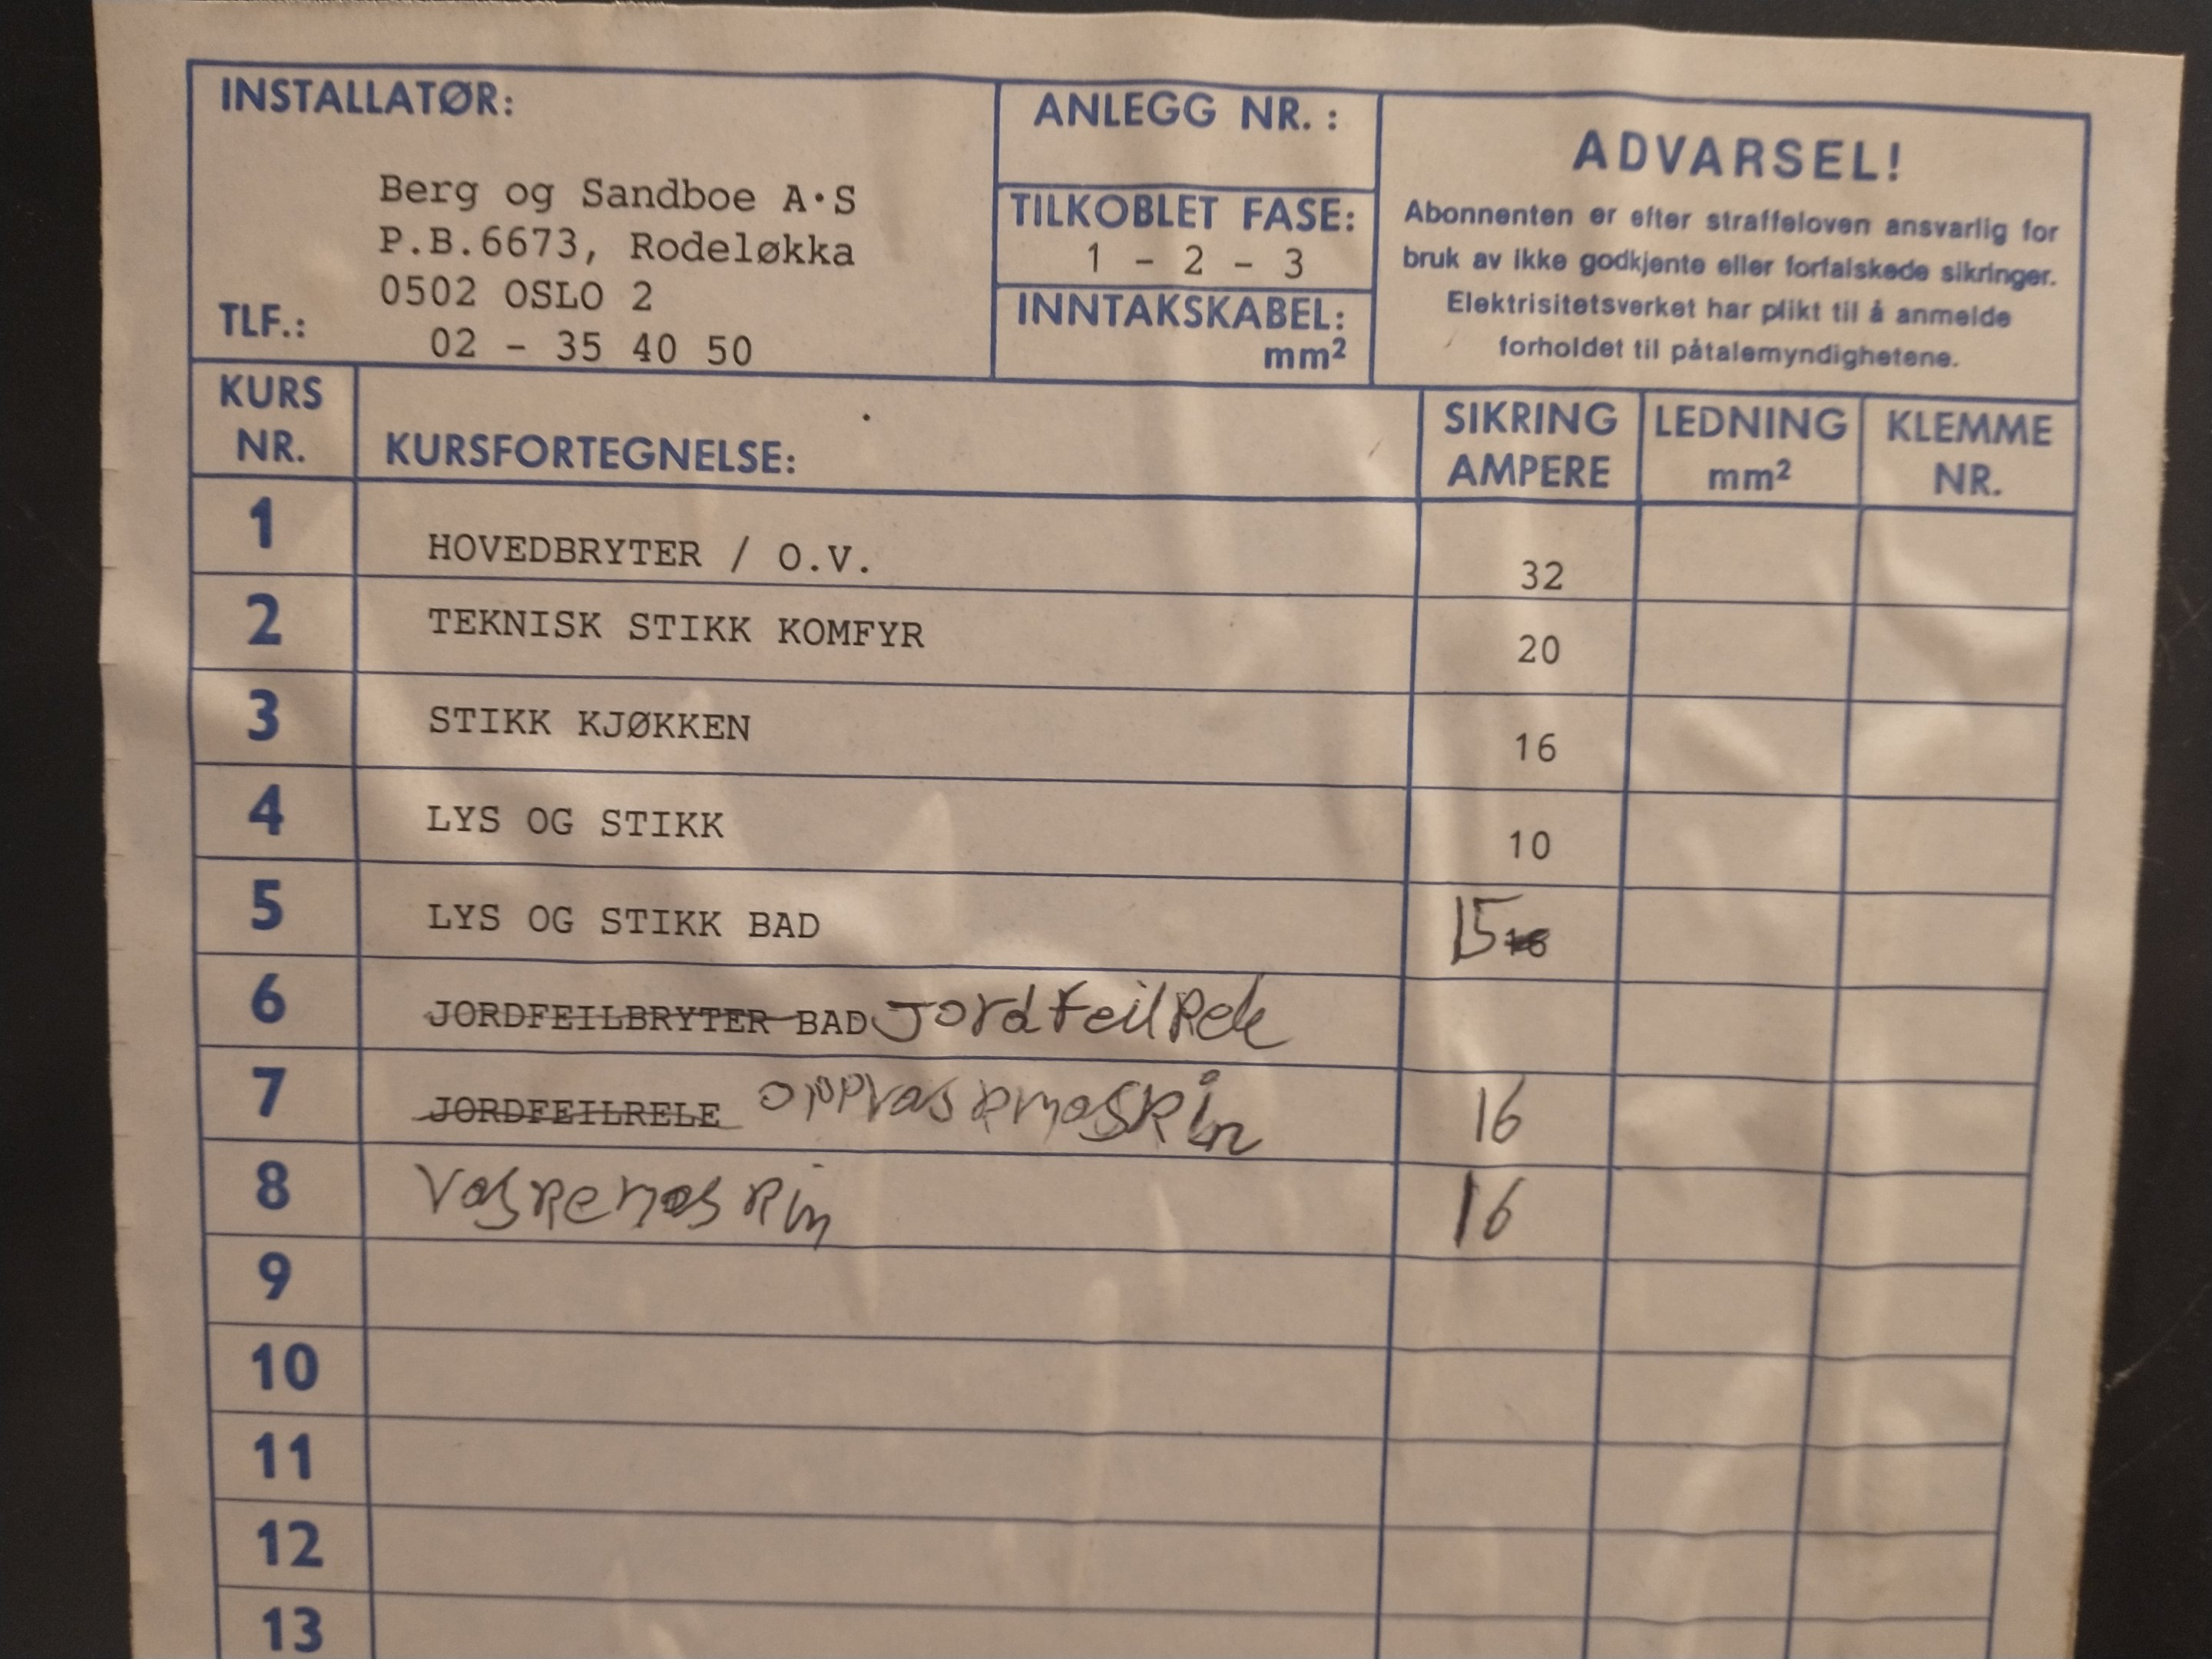 INSTALLATØR:
Berg og Sandboe A·S
P.B.6673, Rodeløkka
0502 OSLO 2
TLF.: 02 - 35 40 50
ANLEGG NR. :
TILKOBLET FASE:
1 - 2 - 3
INNTAKSKABEL:
mm²
ADVARSEL!
Abonnenten er efter straffeloven ansvarlig for
bruk av ikke godkjente eller forfalskede sikringer.
Elektrisitetsverket har plikt til å anmelde
forholdet til påtalemyndighetene.
KURS NR. KURSFORTEGNELSE: SIKRING AMPERE LEDNING mm² KLEMME NR.
1 HOVEDBRYTER / O.V. 32
2 TEKNISK STIKK KOMFYR 20
3 STIKK KJØKKEN 16
4 LYS OG STIKK 10
5 LYS OG STIKK BAD 15 16
6 JORDFEILBRYTER BAD Jordfeilrele
7 JORDFEILRELE oppvaskmaskin 16
8 Vaskemaskin 16
9
10
11
12
13